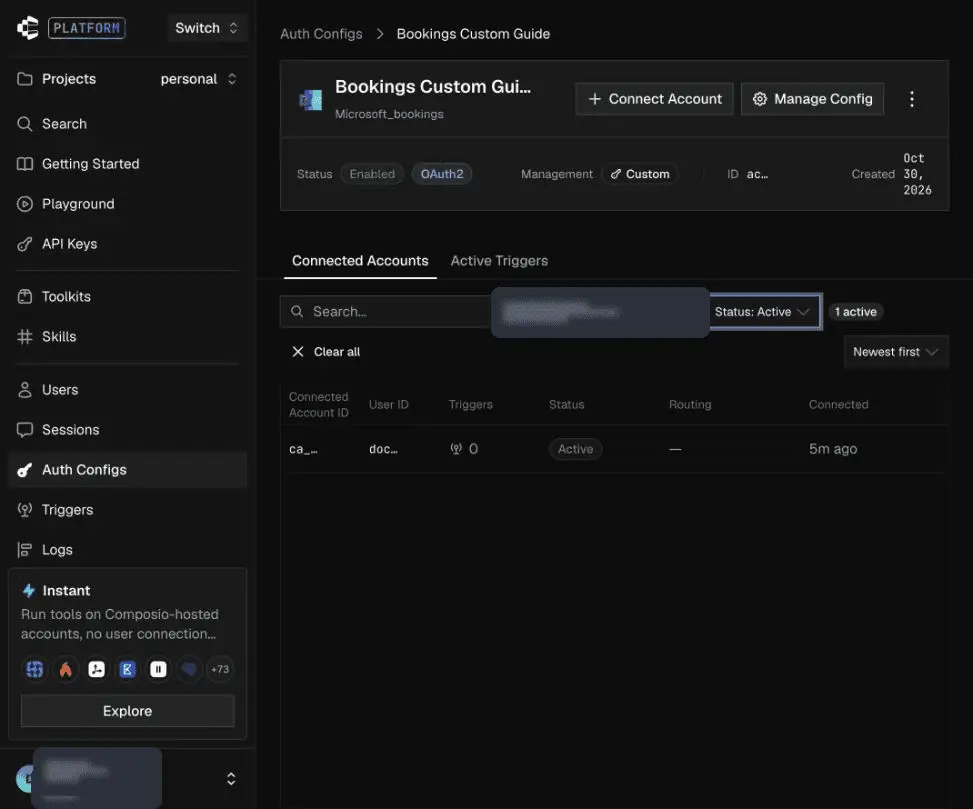 PLATFORM
Switch
Projects
personal
Search
Getting Started
Playground
API Keys
Toolkits
Skills
Users
Sessions
Auth Configs
Triggers
Logs
Instant
Run tools on Composio-hosted
accounts, no user connection...
+73
Explore
Auth Configs > Bookings Custom Guide
Bookings Custom Gui...
Microsoft_bookings
+ Connect Account
Manage Config
Status Enabled OAuth2
Management Custom
ID ac...
Created Oct
30,
2026
Connected Accounts
Active Triggers
Search...
Status: Active
1 active
Clear all
Newest first
Connected
Account ID
User ID
Triggers
Status
Routing
Connected
ca_...
doc...
0
Active
—
5m ago